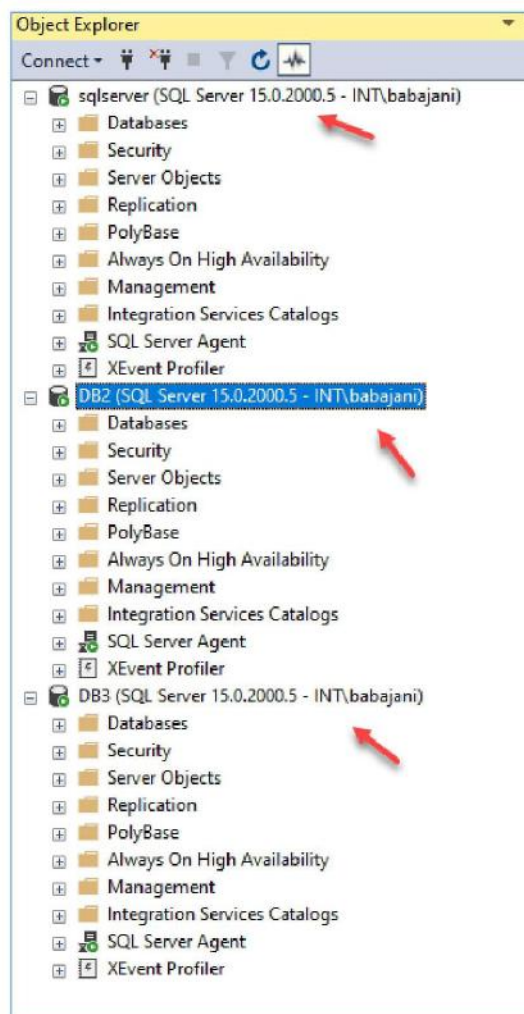 Object Explorer
Connect
sqlserver (SQL Server 15.0.2000.5 - INT\babajani)
Databases
Security
Server Objects
Replication
PolyBase
Always On High Availability
Management
Integration Services Catalogs
SQL Server Agent
XEvent Profiler
DB2 (SQL Server 15.0.2000.5 - INT\babajani)
Databases
Security
Server Objects
Replication
PolyBase
Always On High Availability
Management
Integration Services Catalogs
SQL Server Agent
XEvent Profiler
DB3 (SQL Server 15.0.2000.5 - INT\babajani)
Databases
Security
Server Objects
Replication
PolyBase
Always On High Availability
Management
Integration Services Catalogs
SQL Server Agent
XEvent Profiler